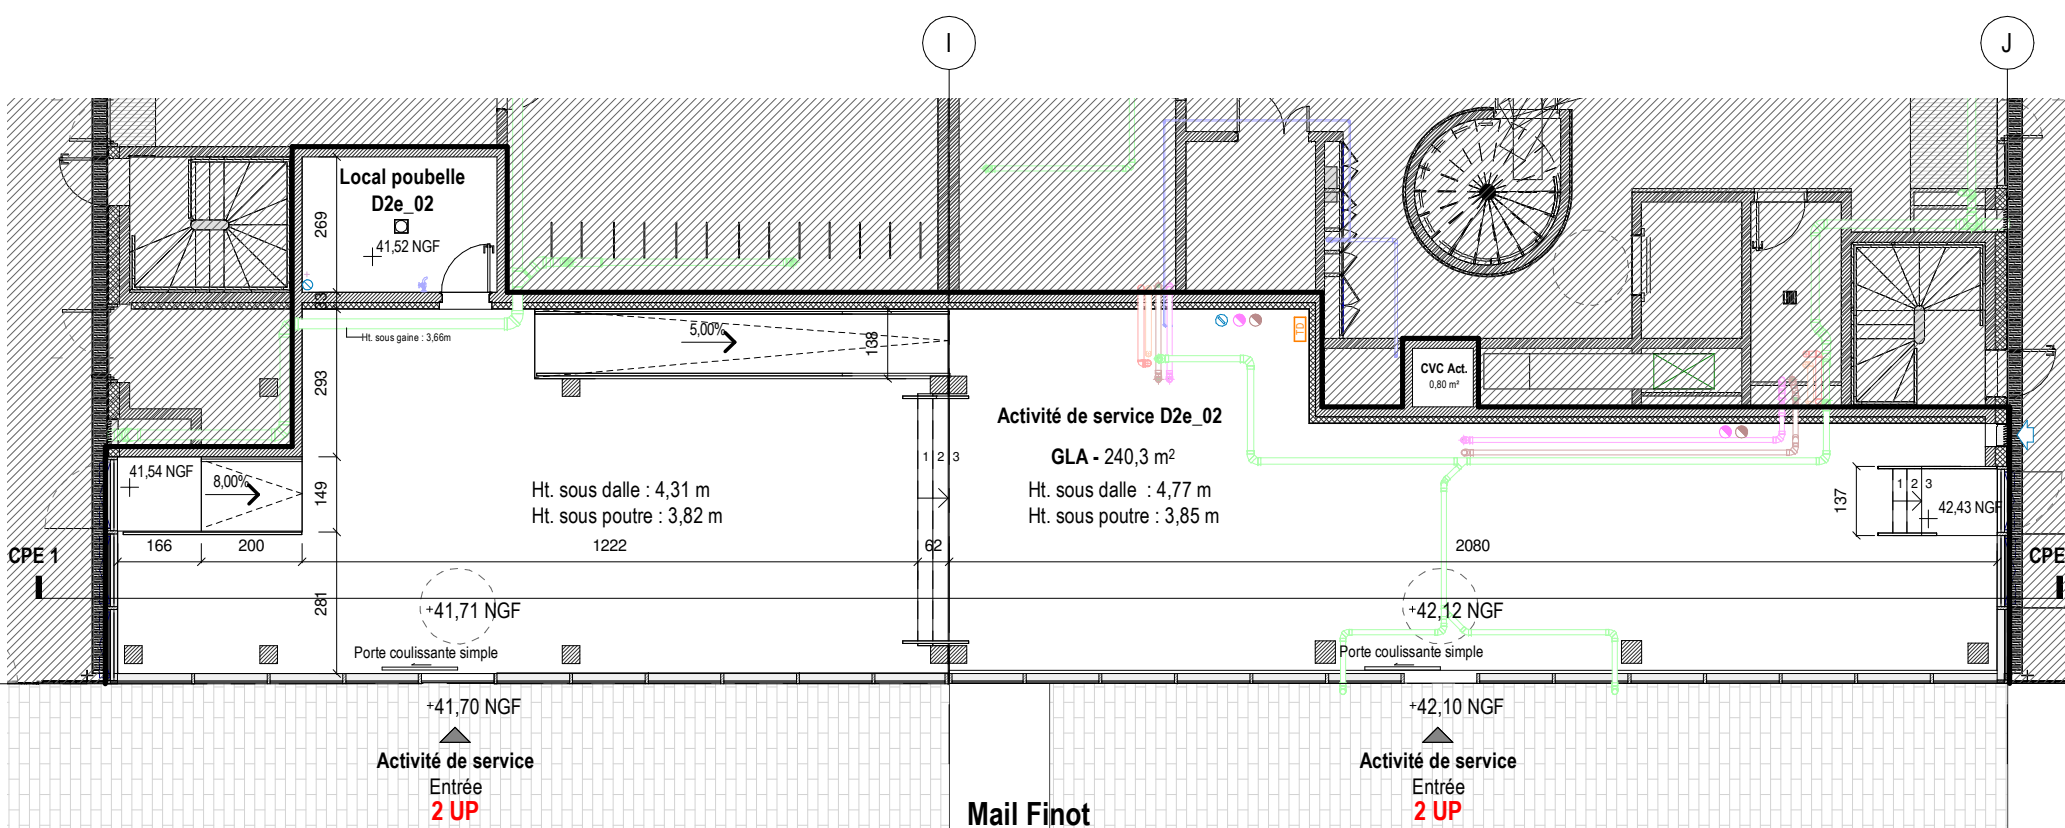 I
J
Local poubelle
D2e_02
41,52 NGF
269
33
Ht. sous gaine : 3,66m
5,00%
138
TD
CVC Act.
0,80 m²
293
Activité de service D2e_02
GLA - 240,3 m²
1 2 3
41,54 NGF
8,00%
149
Ht. sous dalle : 4,31 m
Ht. sous poutre : 3,82 m
Ht. sous dalle : 4,77 m
Ht. sous poutre : 3,85 m
137
1 2 3
42,43 NGF
CPE 1
166
200
1222
62
2080
CPE
281
+41,71 NGF
+42,12 NGF
Porte coulissante simple
Porte coulissante simple
+41,70 NGF
+42,10 NGF
Activité de service
Entrée
2 UP
Activité de service
Entrée
2 UP
Mail Finot